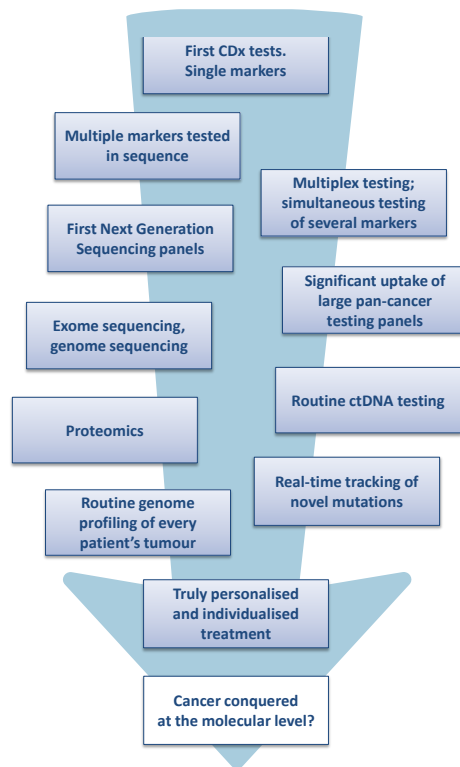 First CDx tests.
Single markers
Multiple markers tested
in sequence
Multiplex testing;
simultaneous testing
of several markers
First Next Generation
Sequencing panels
Significant uptake of
large pan-cancer
testing panels
Exome sequencing,
genome sequencing
Routine ctDNA testing
Proteomics
Real-time tracking of
novel mutations
Routine genome
profiling of every
patient’s tumour
Truly personalised
and individualised
treatment
Cancer conquered
at the molecular level?